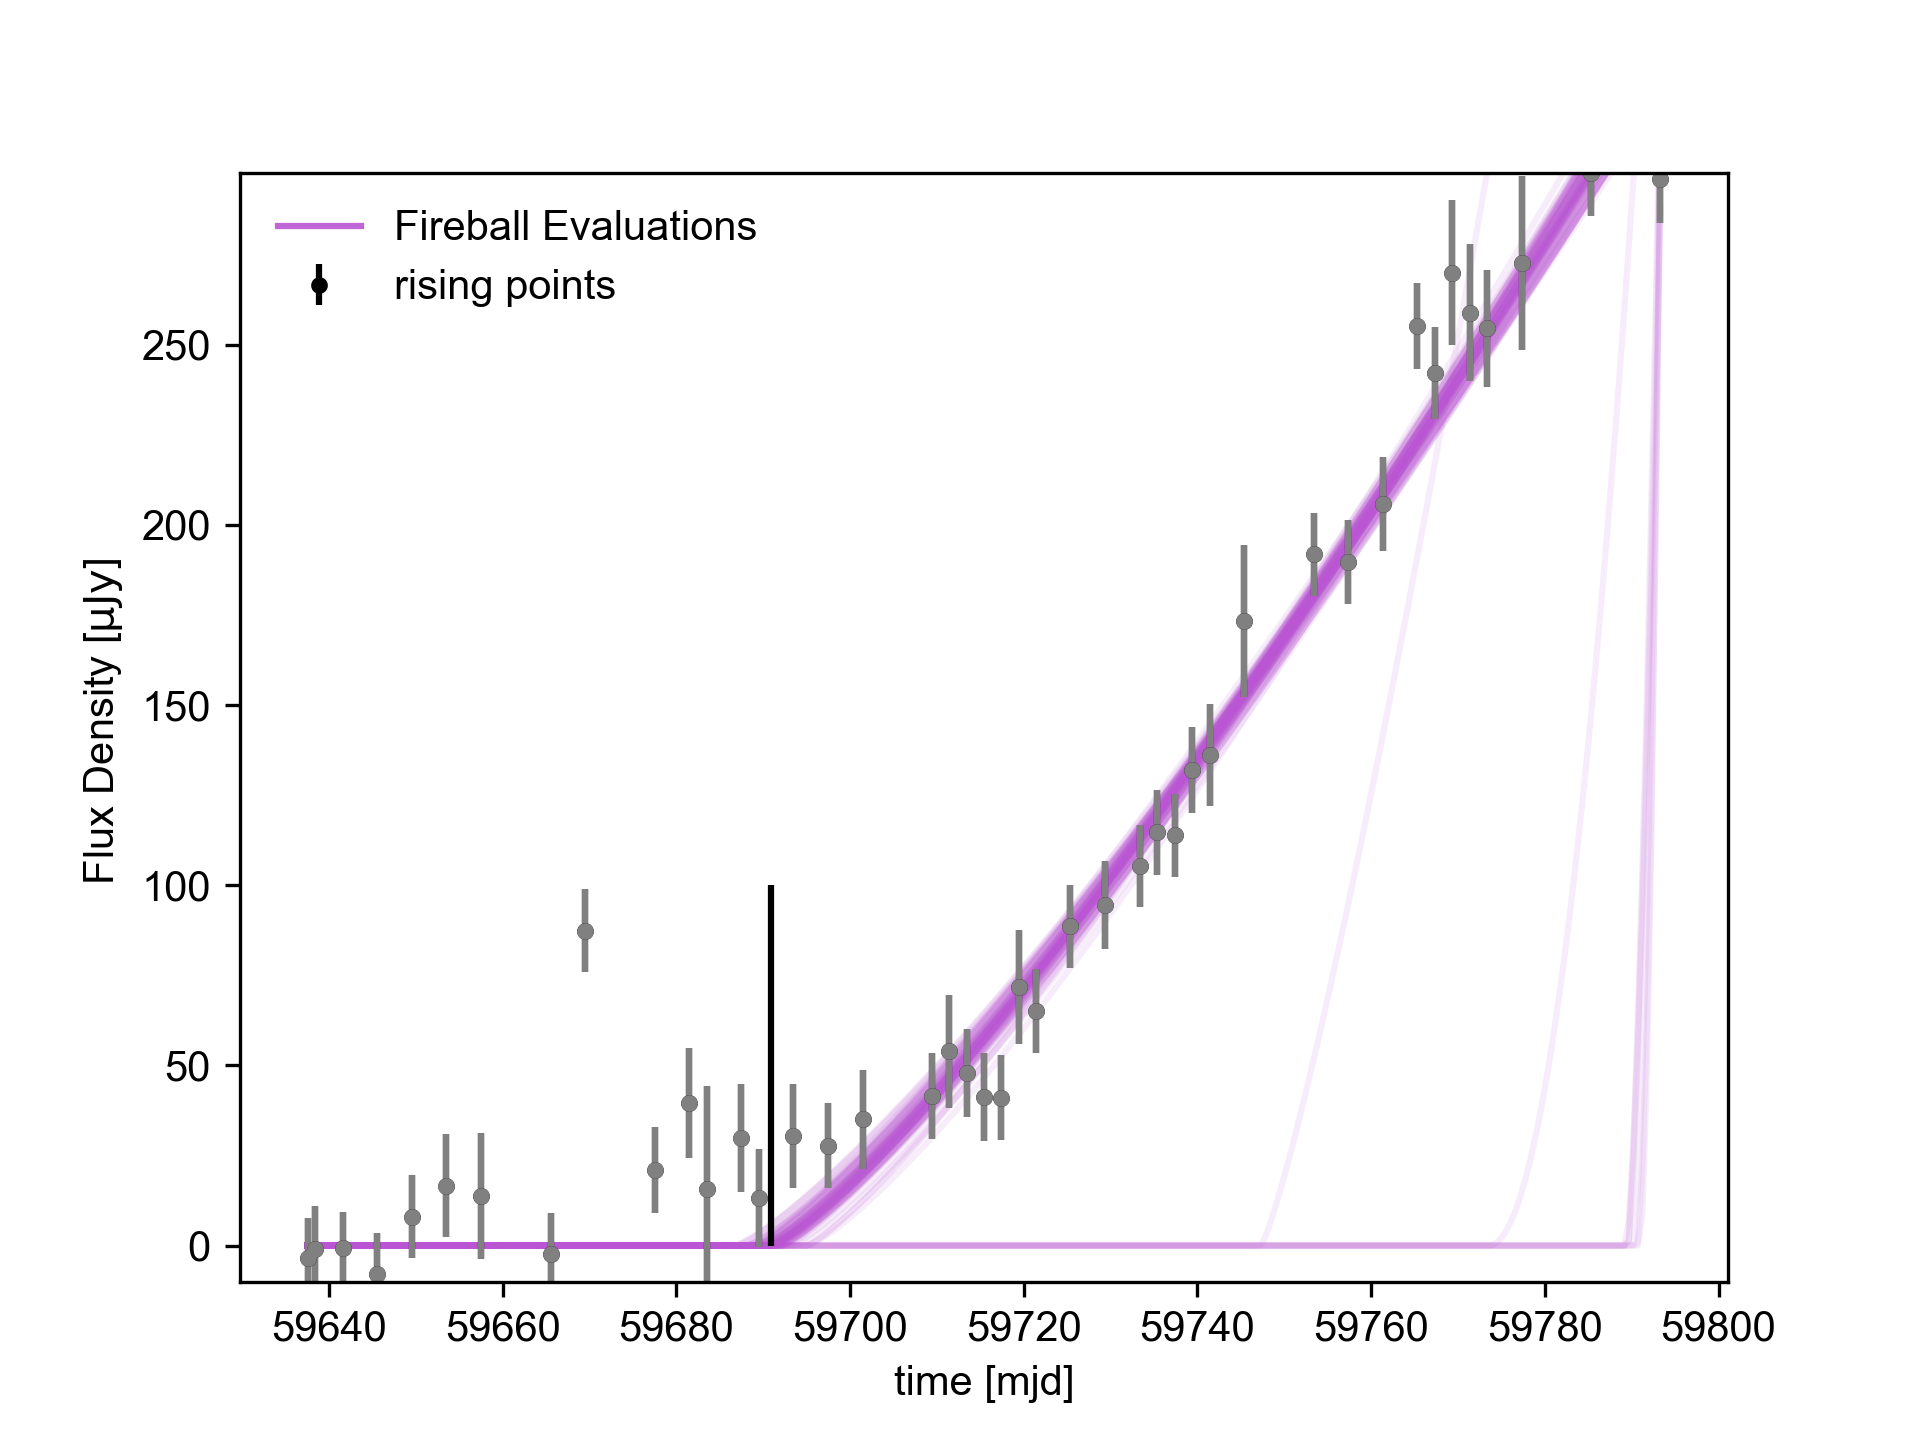 Fireball Evaluations
rising points
250
200
150
100
50
0
Flux Density [µJy]
59640 59660 59680 59700 59720 59740 59760 59780 59800
time [mjd]